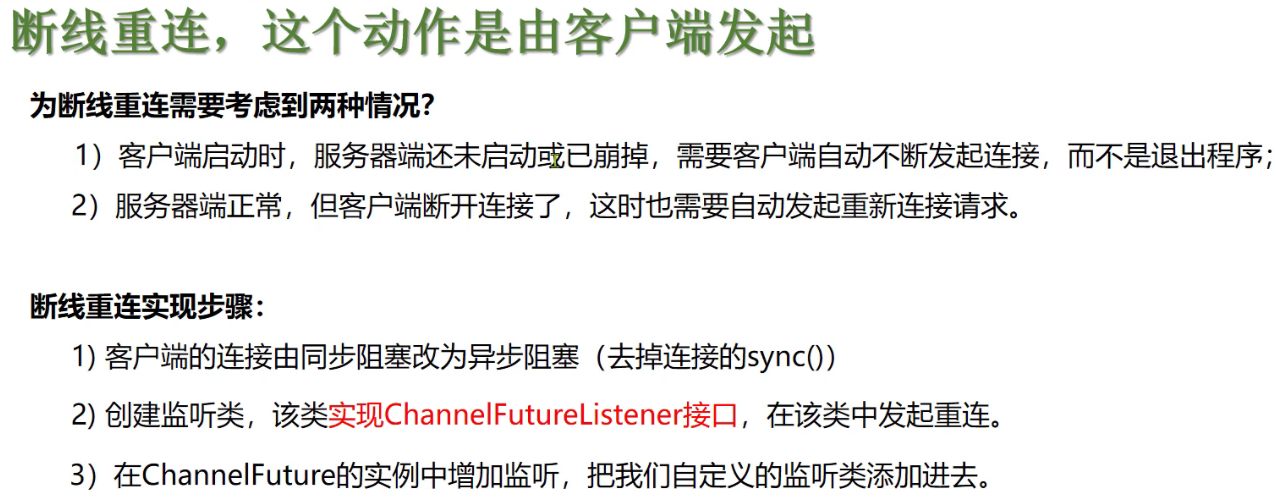 断线重连，这个动作是由客户端发起
为断线重连需要考虑到两种情况？
1）客户端启动时，服务器端还未启动或已崩掉，需要客户端自动不断发起连接，而不是退出程序；
2）服务器端正常，但客户端断开连接了，这时也需要自动发起重新连接请求。
断线重连实现步骤：
1) 客户端的连接由同步阻塞改为异步阻塞（去掉连接的sync()）
2) 创建监听类，该类实现ChannelFutureListener接口，在该类中发起重连。
3）在ChannelFuture的实例中增加监听，把我们自定义的监听类添加进去。